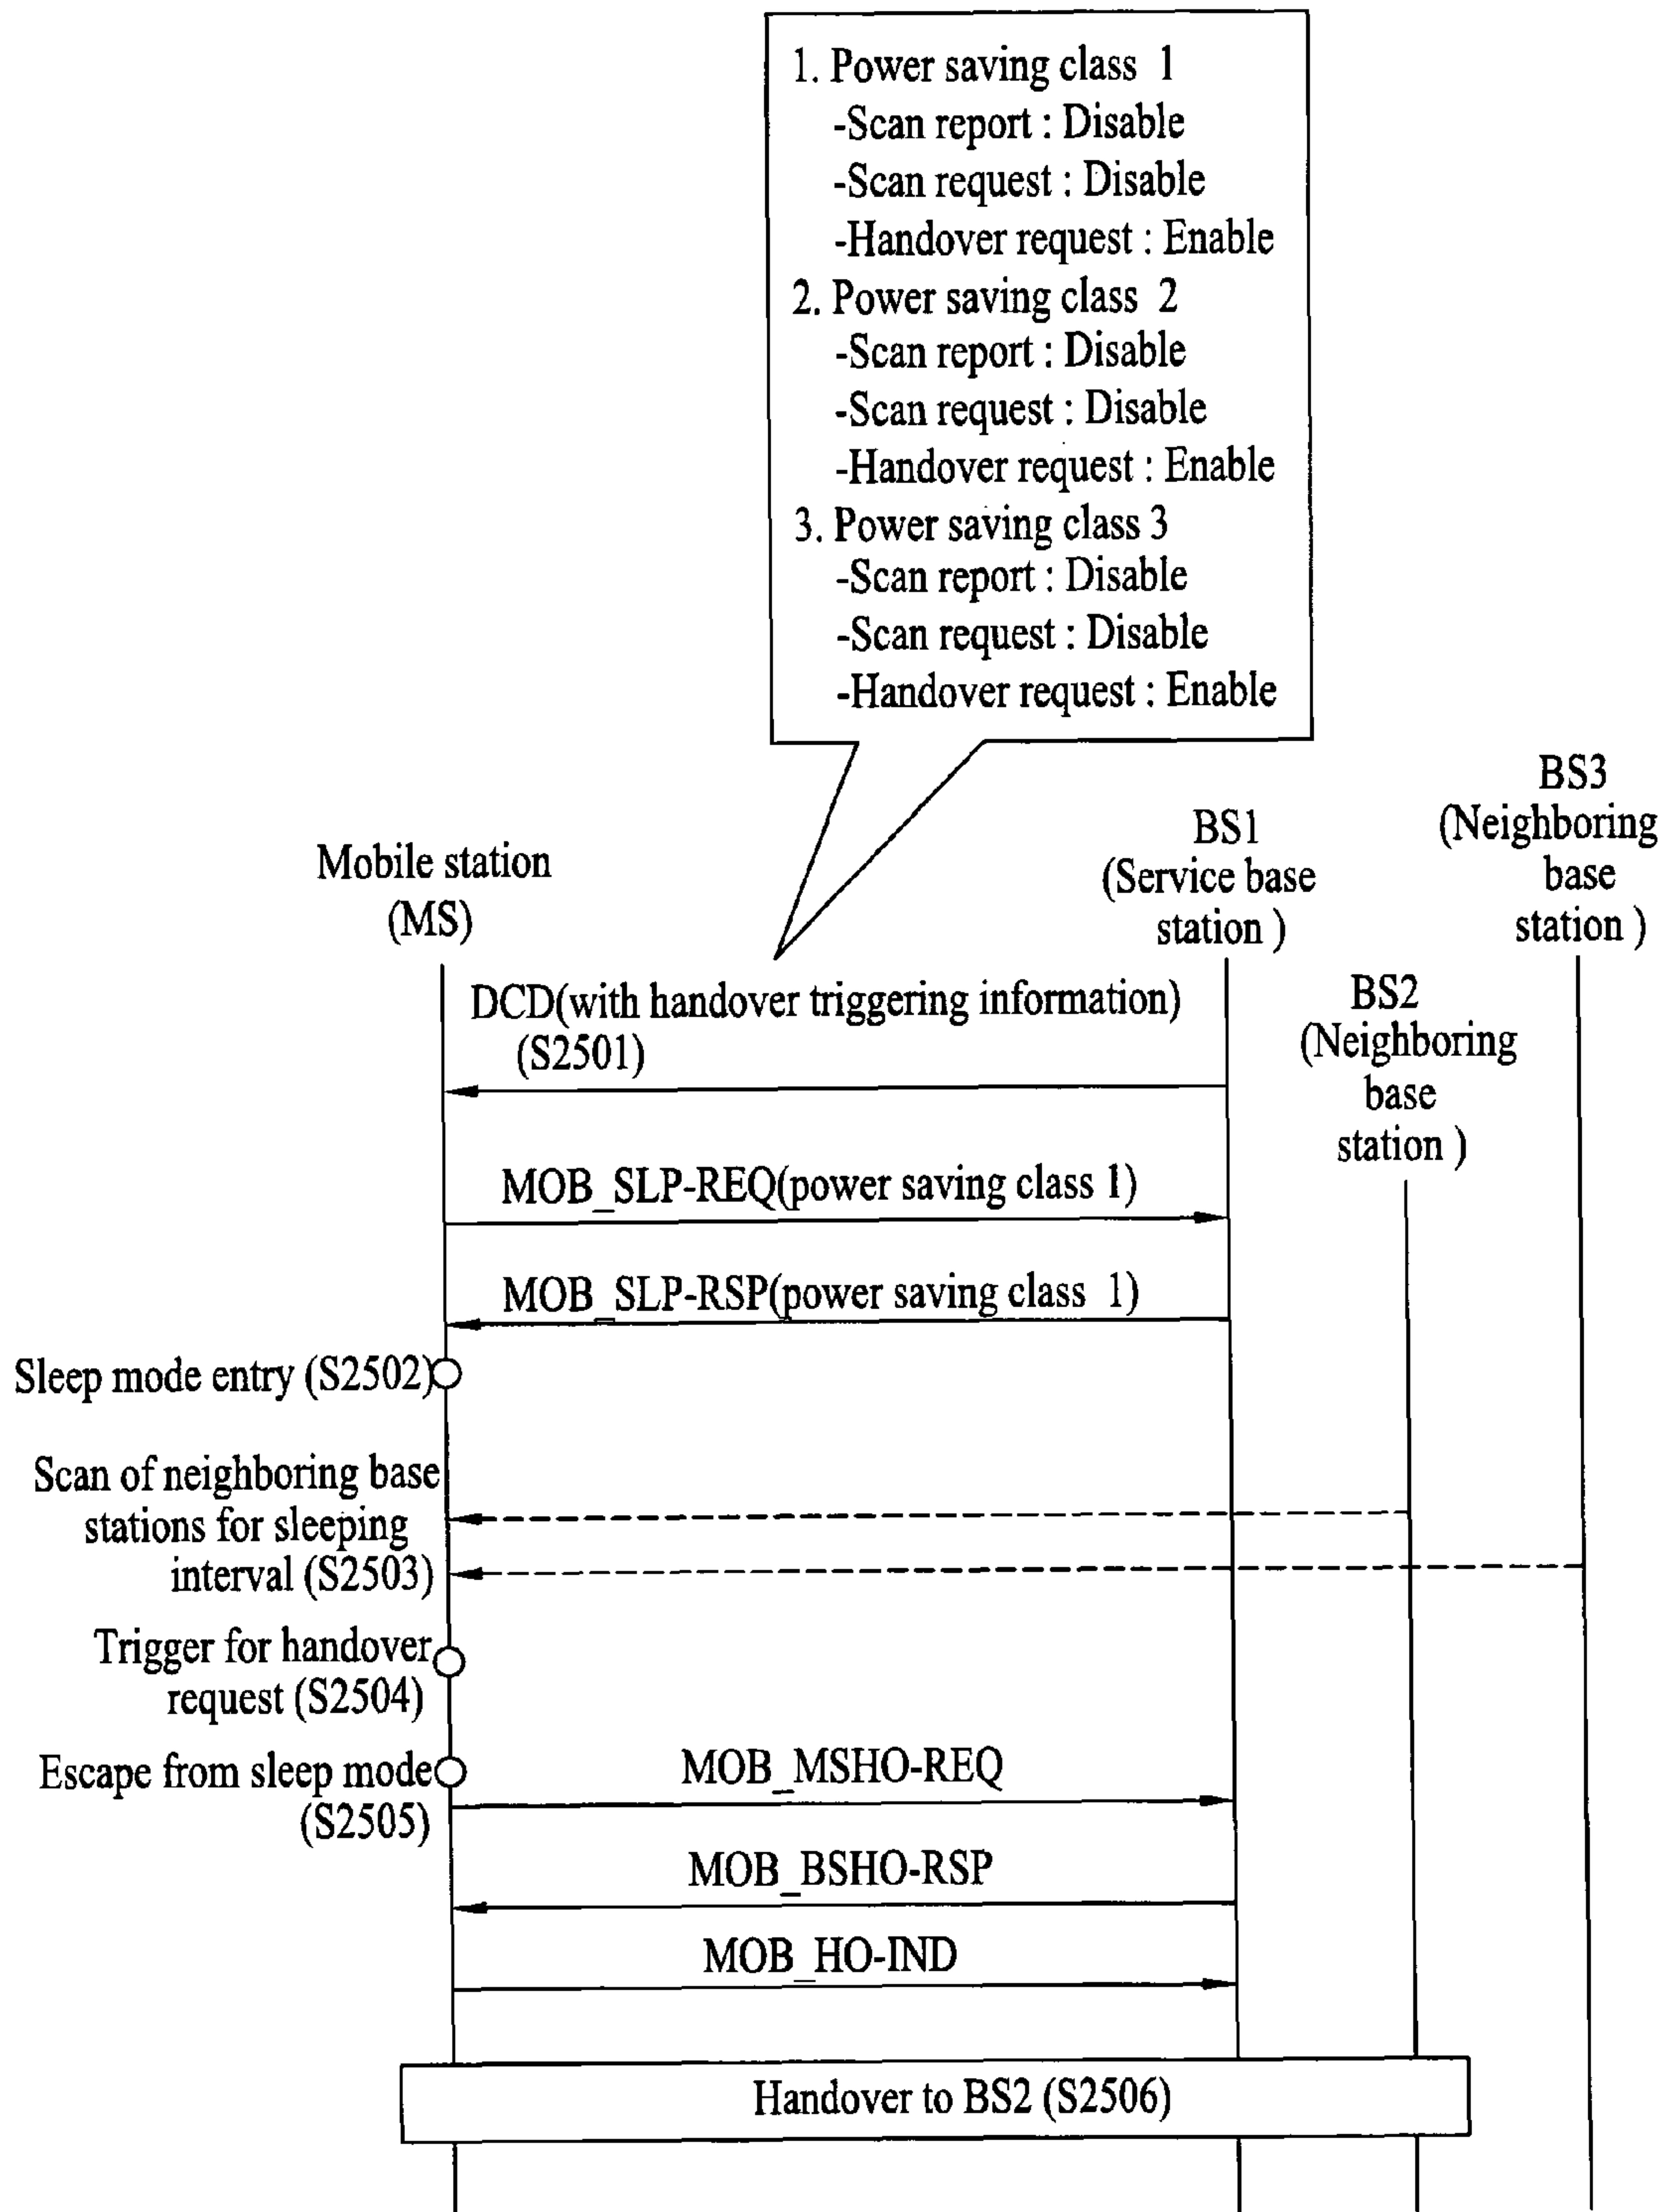 1. Power saving class 1
-Scan report : Disable
-Scan request : Disable
-Handover request : Enable
2. Power saving class 2
-Scan report : Disable
-Scan request : Disable
-Handover request : Enable
3. Power saving class 3
-Scan report : Disable
-Scan request : Disable
-Handover request : Enable
Mobile station
(MS)
BS1
(Service base
station )
BS3
(Neighboring
base
station )
BS2
(Neighboring
base
station )
DCD(with handover triggering information)
(S2501)
MOB_SLP-REQ(power saving class 1)
MOB_SLP-RSP(power saving class 1)
Sleep mode entry (S2502)
Scan of neighboring base
stations for sleeping
interval (S2503)
Trigger for handover
request (S2504)
Escape from sleep mode
(S2505)
MOB_MSHO-REQ
MOB_BSHO-RSP
MOB_HO-IND
Handover to BS2 (S2506)